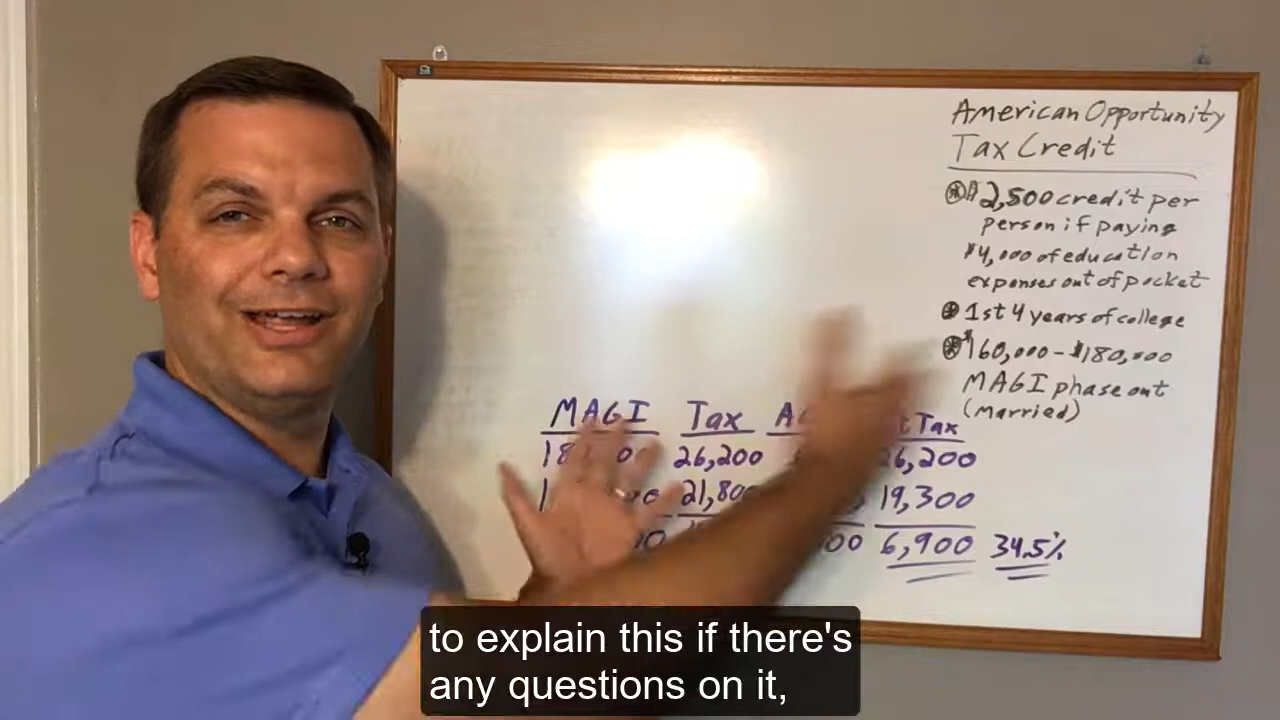 American Opportunity
Tax Credit
$2,500 credit per
person if paying
$4,000 of education
expenses out of pocket
1st 4 years of college
$160,000 - $180,000
MAGI phase out
(Married)
MAGI Tax Tax
26,200 26,200
19,300
6,900 34.5%
to explain this if there's
any questions on it,